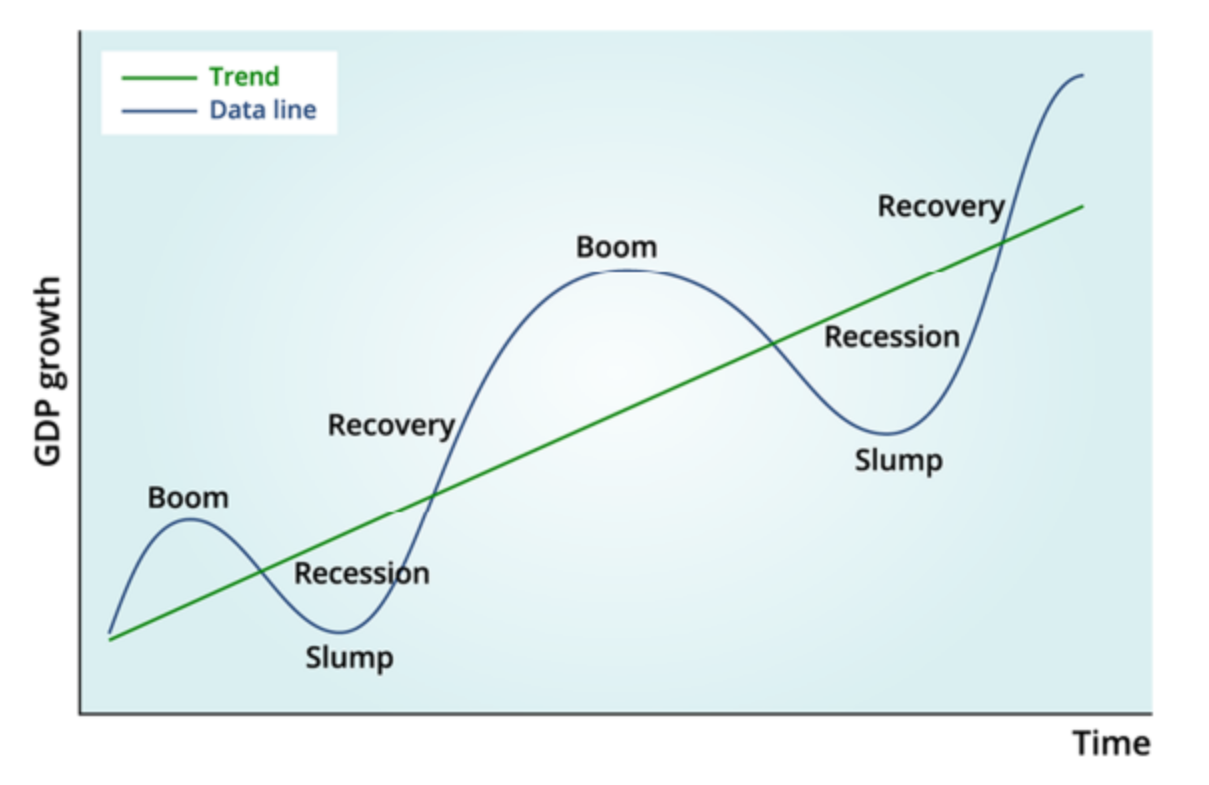 Trend
Data line
Recovery
Boom
Recession
Recovery
Slump
Boom
Recession
Slump
GDP growth
Time